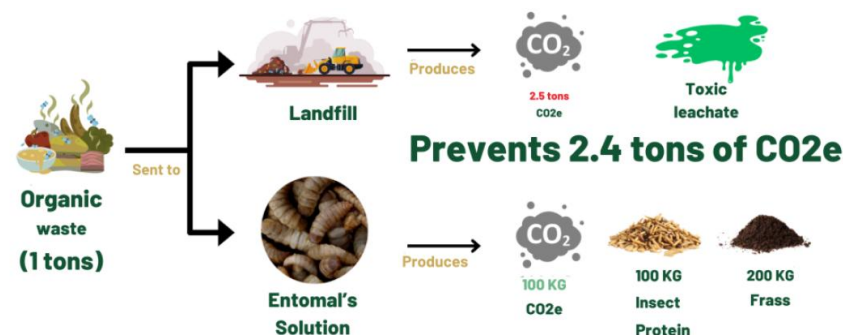 Organic
waste
(1 tons)
Sent to
Landfill
Produces
CO2
2.5 tons
CO2e
Toxic
leachate
Prevents 2.4 tons of CO2e
Entomal's
Solution
Produces
CO2
100 KG
CO2e
100 KG
Insect
Protein
200 KG
Frass